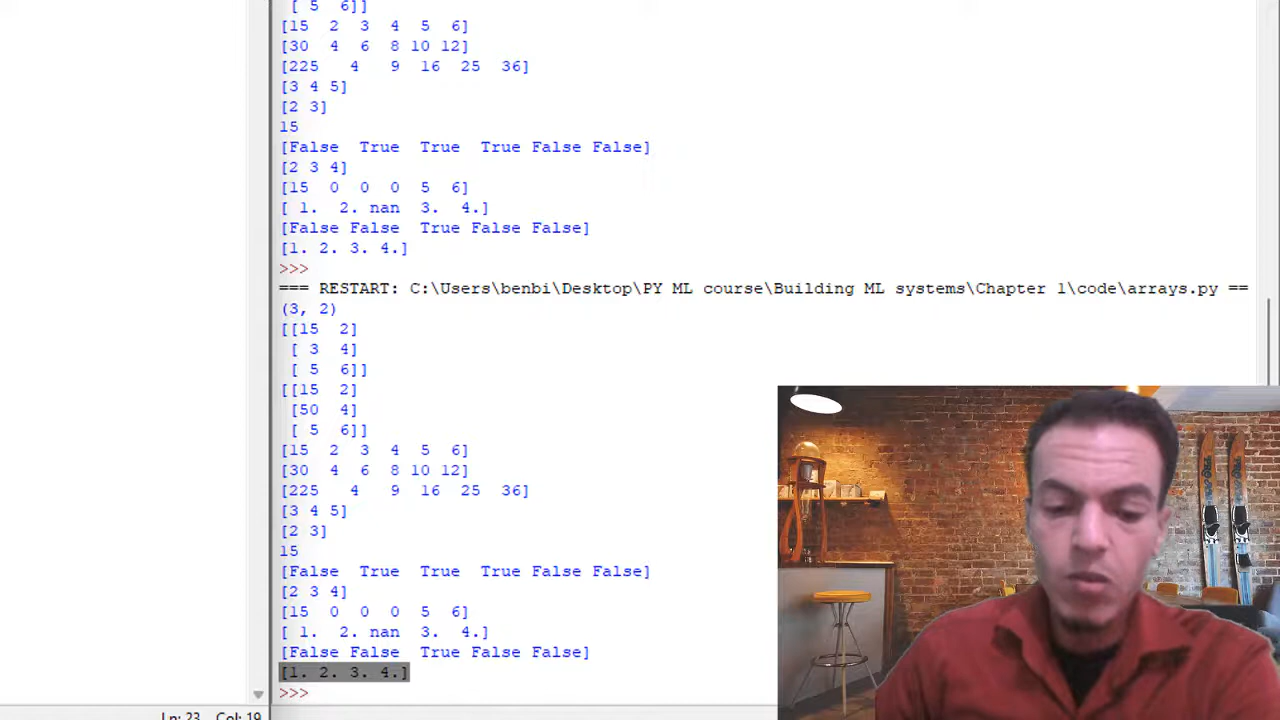 [ 5  6]]
[15  2  3  4  5  6]
[30  4  6  8 10 12]
[225   4   9  16  25  36]
[3 4 5]
[2 3]
15
[False  True  True  True False False]
[2 3 4]
[15  0  0  0  5  6]
[ 1.  2. nan  3.  4.]
[False False  True False False]
[1. 2. 3. 4.]
>>>
=== RESTART: C:\Users\benbi\Desktop\PY ML course\Building ML systems\Chapter 1\code\arrays.py ==
(3, 2)
[[15  2]
[ 3  4]
[ 5  6]]
[[15  2]
[50  4]
[ 5  6]]
[15  2  3  4  5  6]
[30  4  6  8 10 12]
[225   4   9  16  25  36]
[3 4 5]
[2 3]
15
[False  True  True  True False False]
[2 3 4]
[15  0  0  0  5  6]
[ 1.  2. nan  3.  4.]
[False False  True False False]
[1. 2. 3. 4.]
>>>
Ln: 23 Col: 19